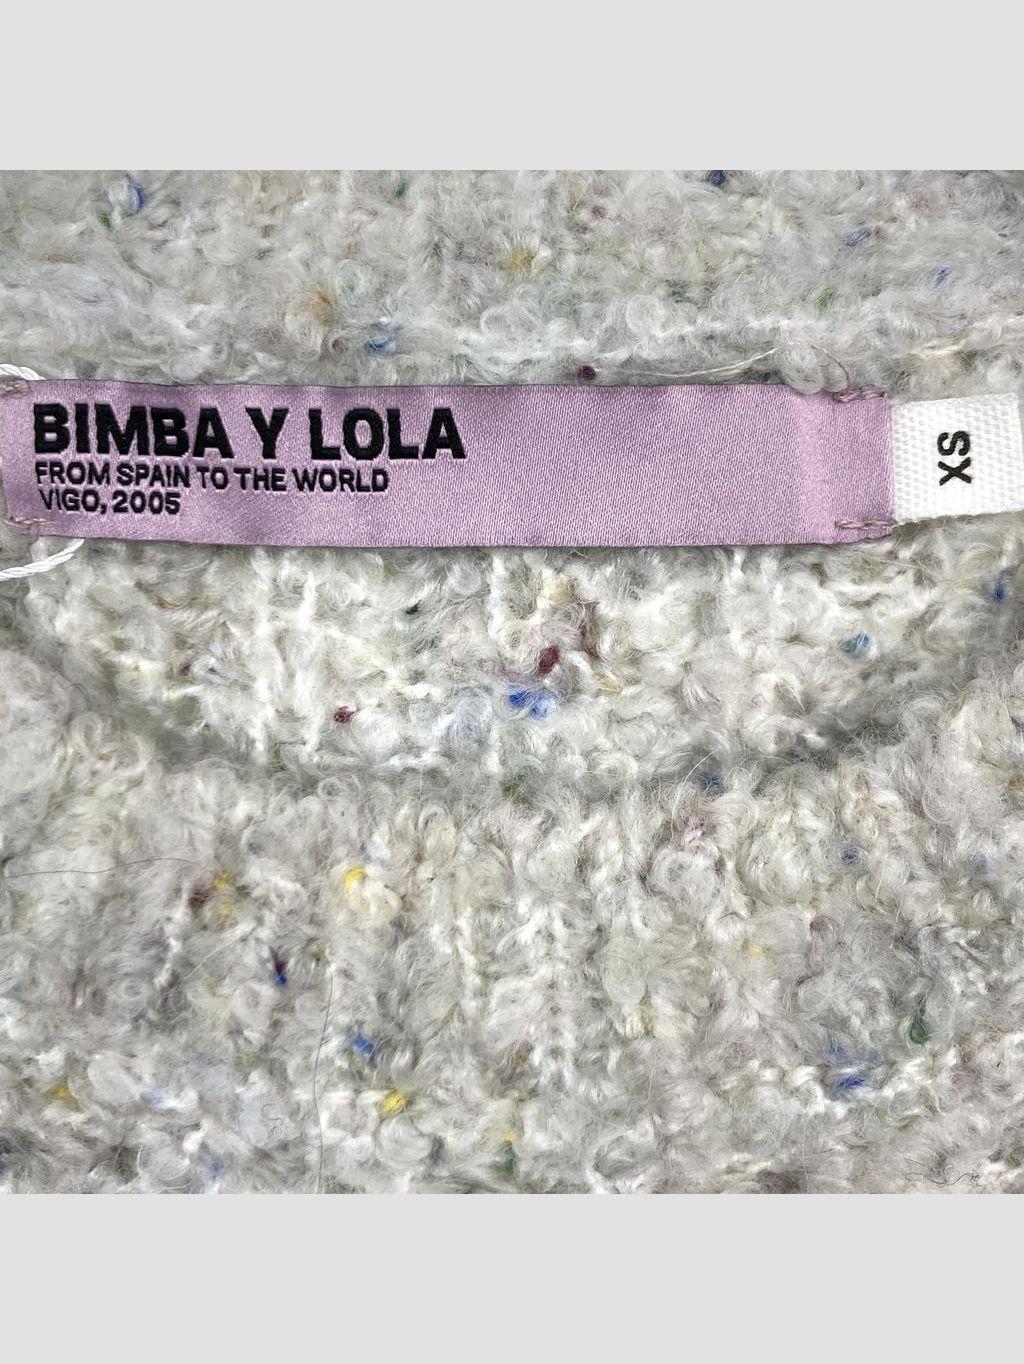 BIMBA Y LOLA
FROM SPAIN TO THE WORLD
VIGO, 2005
XS